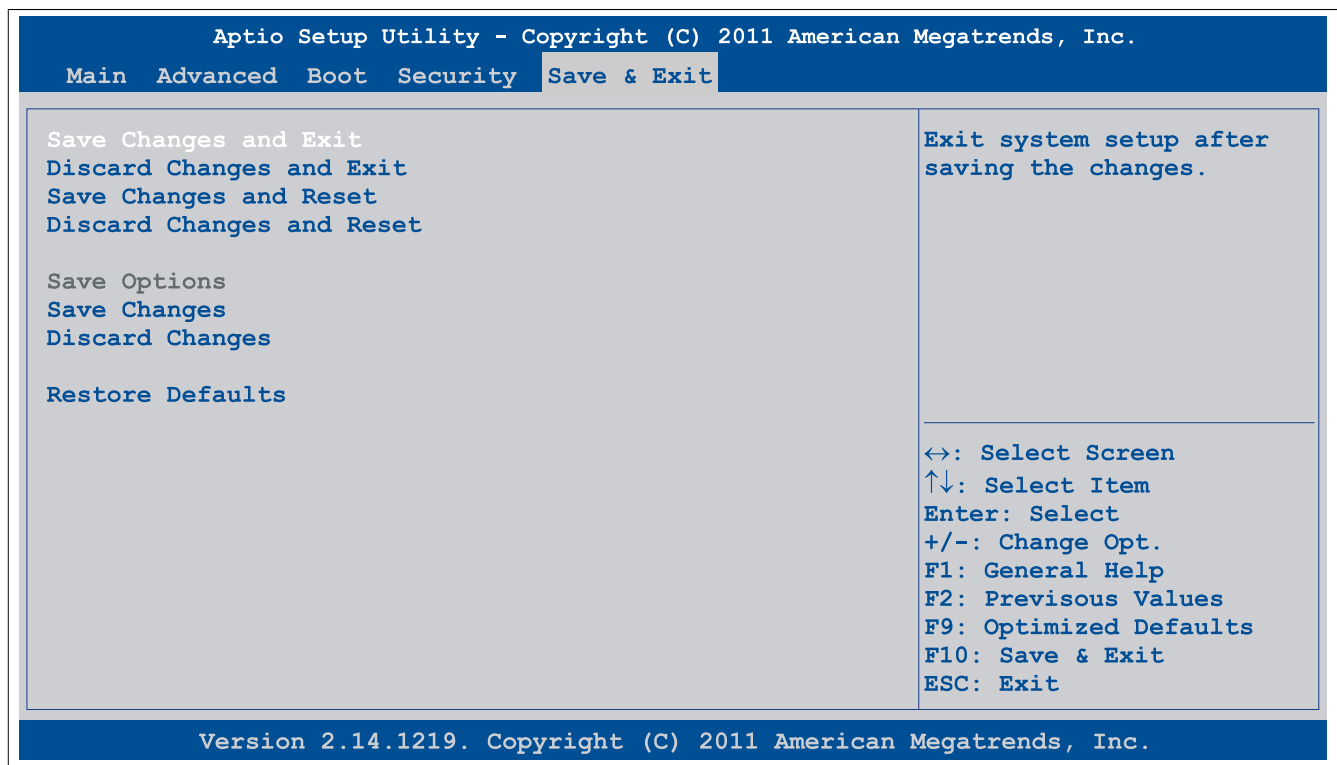 Aptio Setup Utility - Copyright (C) 2011 American Megatrends, Inc.
Main Advanced Boot Security Save & Exit
Save Changes and Exit
Discard Changes and Exit
Save Changes and Reset
Discard Changes and Reset
Save Options
Save Changes
Discard Changes
Restore Defaults
Exit system setup after
saving the changes.
↔: Select Screen
↑↓: Select Item
Enter: Select
+/-: Change Opt.
F1: General Help
F2: Previsous Values
F9: Optimized Defaults
F10: Save & Exit
ESC: Exit
Version 2.14.1219. Copyright (C) 2011 American Megatrends, Inc.